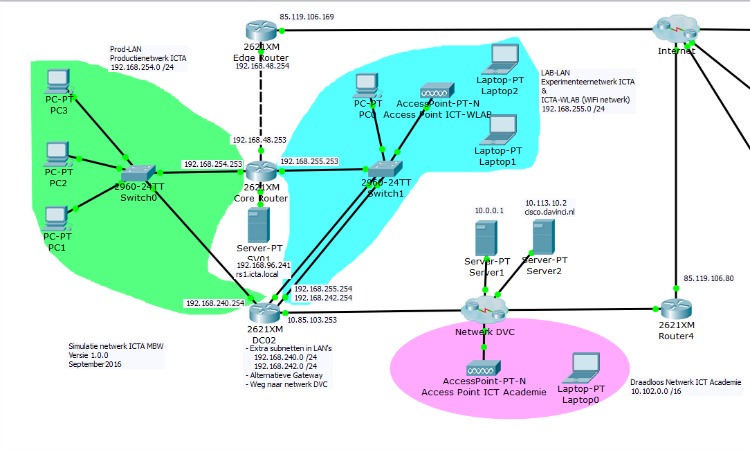 85.119.106.169
2621XM
Edge Router
192.168.48.254
Internet
Prod-LAN
Productienetwerk ICTA
192.168.254.0 /24
PC-PT
PC3
PC-PT
PC2
PC-PT
PC1
2960-24TT
Switch0
192.168.48.253
192.168.254.253
192.168.255.253
2621XM
Core Router
PC-PT
PC0
AccessPoint-PT-N
Access Point ICT-WLAB
Laptop-PT
Laptop2
Laptop-PT
Laptop1
2960-24TT
Switch1
LAB-LAN
Experimenteernetwerk ICTA
&
ICTA-WLAB (WiFi netwerk)
192.168.255.0 /24
Server-PT
SV01
192.168.96.241
rs1.icta.local
10.0.0.1
Server-PT
Server1
10.113.10.2
cisco.davind.nl
Server-PT
Server2
192.168.240.254
192.168.255.254
192.168.242.254
10.85.103.253
2621XM
DC02
- Extra subnetten in LAN's
192.168.240.0 /24
192.168.242.0 /24
- Alternatieve Gateway
- Weg naar netwerk DVC
Netwerk DVC
85.119.106.80
2621XM
Router4
Simulatie netwerk ICTA MBW
Versie 1.0.0
September 2016
AccessPoint-PT-N
Access Point ICT Academie
Laptop-PT
Laptop0
Draadloos Netwerk ICT Academie
10.102.0.0 /16